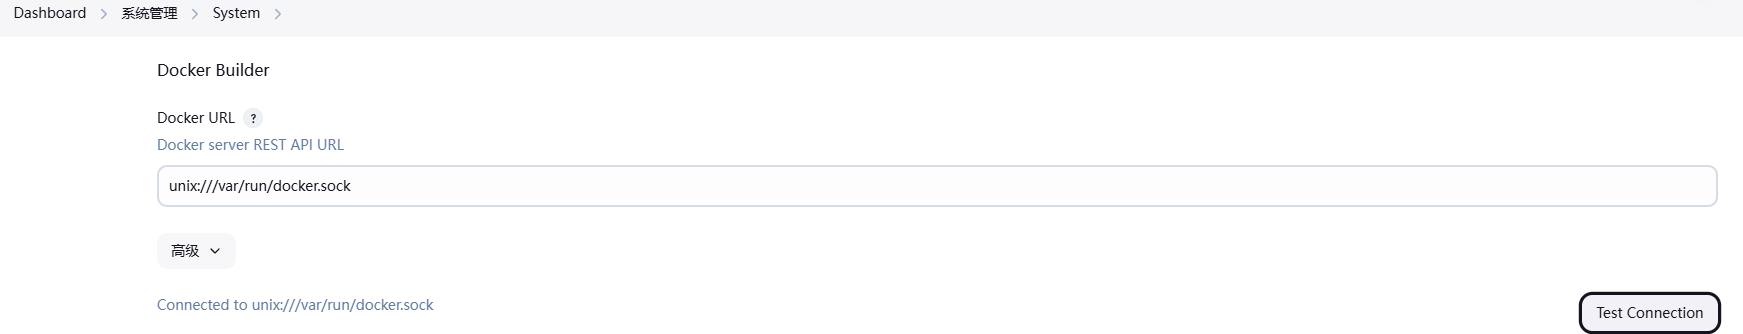 Dashboard > 系统管理 > System >
Docker Builder
Docker URL ?
Docker server REST API URL
unix:///var/run/docker.sock
高级
Connected to unix:///var/run/docker.sock
Test Connection